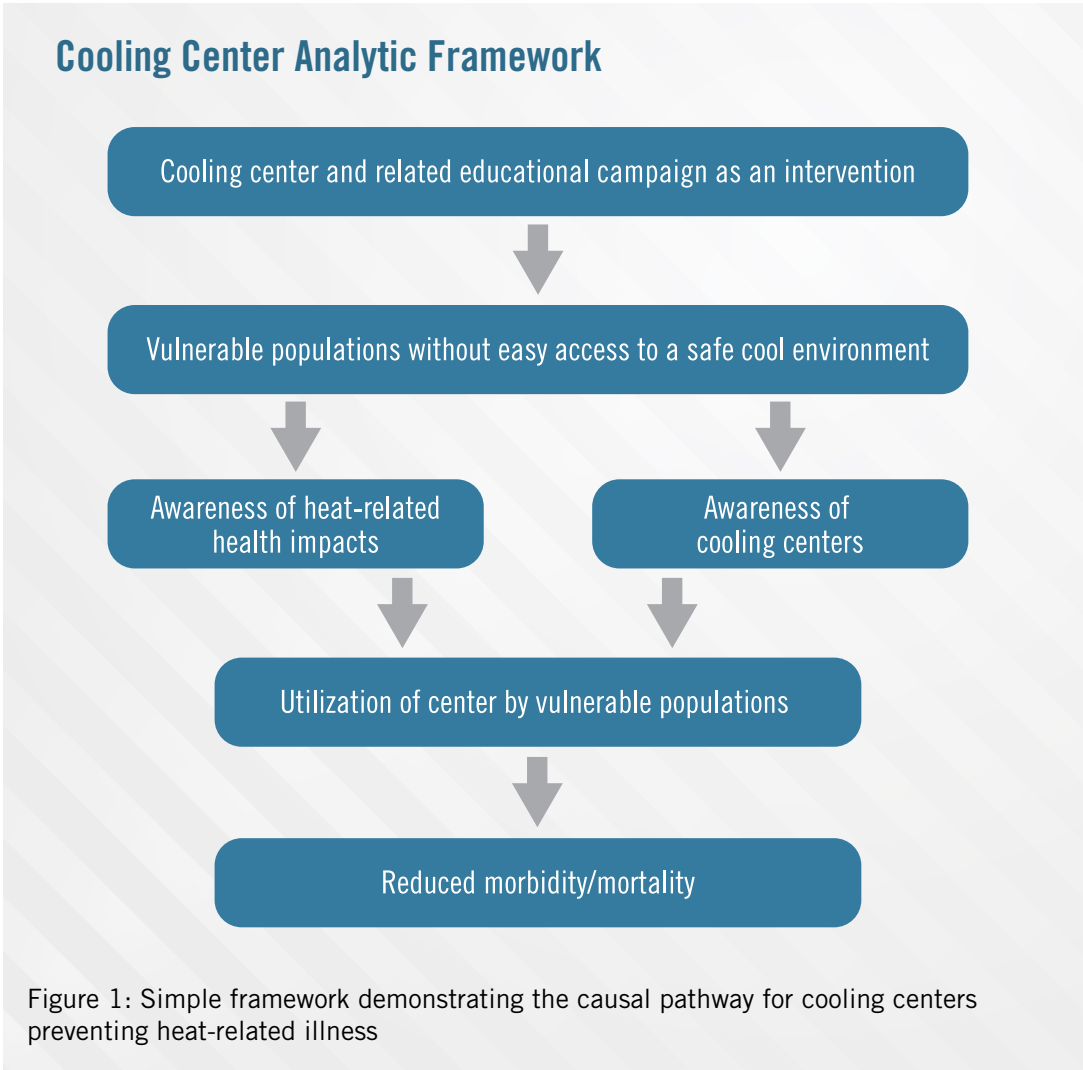 Cooling Center Analytic Framework
Cooling center and related educational campaign as an intervention
Vulnerable populations without easy access to a safe cool environment
Awareness of heat-related
health impacts
Awareness of
cooling centers
Utilization of center by vulnerable populations
Reduced morbidity/mortality
Figure 1: Simple framework demonstrating the causal pathway for cooling centers
preventing heat-related illness